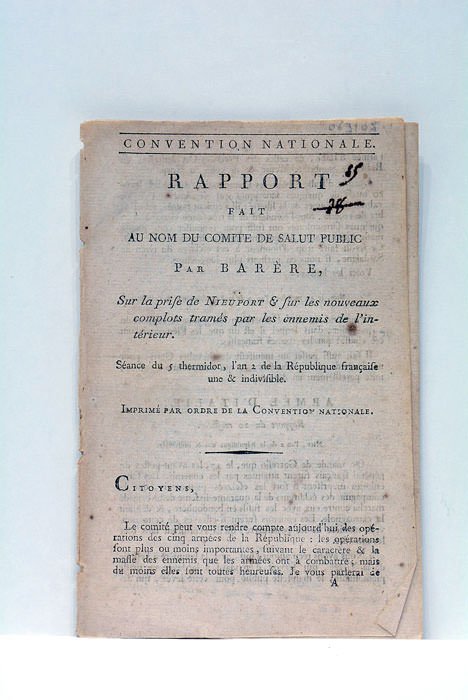 CONVENTION NATIONALE.
RAPPORT
35
38
FAIT
AU NOM DU COMITE DE SALUT PUBLIC
PAR BARÈRE,
Sur la prise de NIEUPORT & sur les nouveaux
complots tramés par les ennemis de l'in-
térieur.
Séance du 5 thermidor, l'an 2 de la République française
une & indivisible.
IMPRIMÉ PAR ORDRE DE LA CONVENTION NATIONALE.
CITOYENS,
Le comité peut vous rendre compte aujourd'hui des opé-
rations des cinq armées de la République : les opérations
sont plus ou moins importantes, suivant le caractère & la
masse des ennemis que les armées ont à combattre; mais
du moins elles sont toutes heureuses. Je vous parlerai de
A